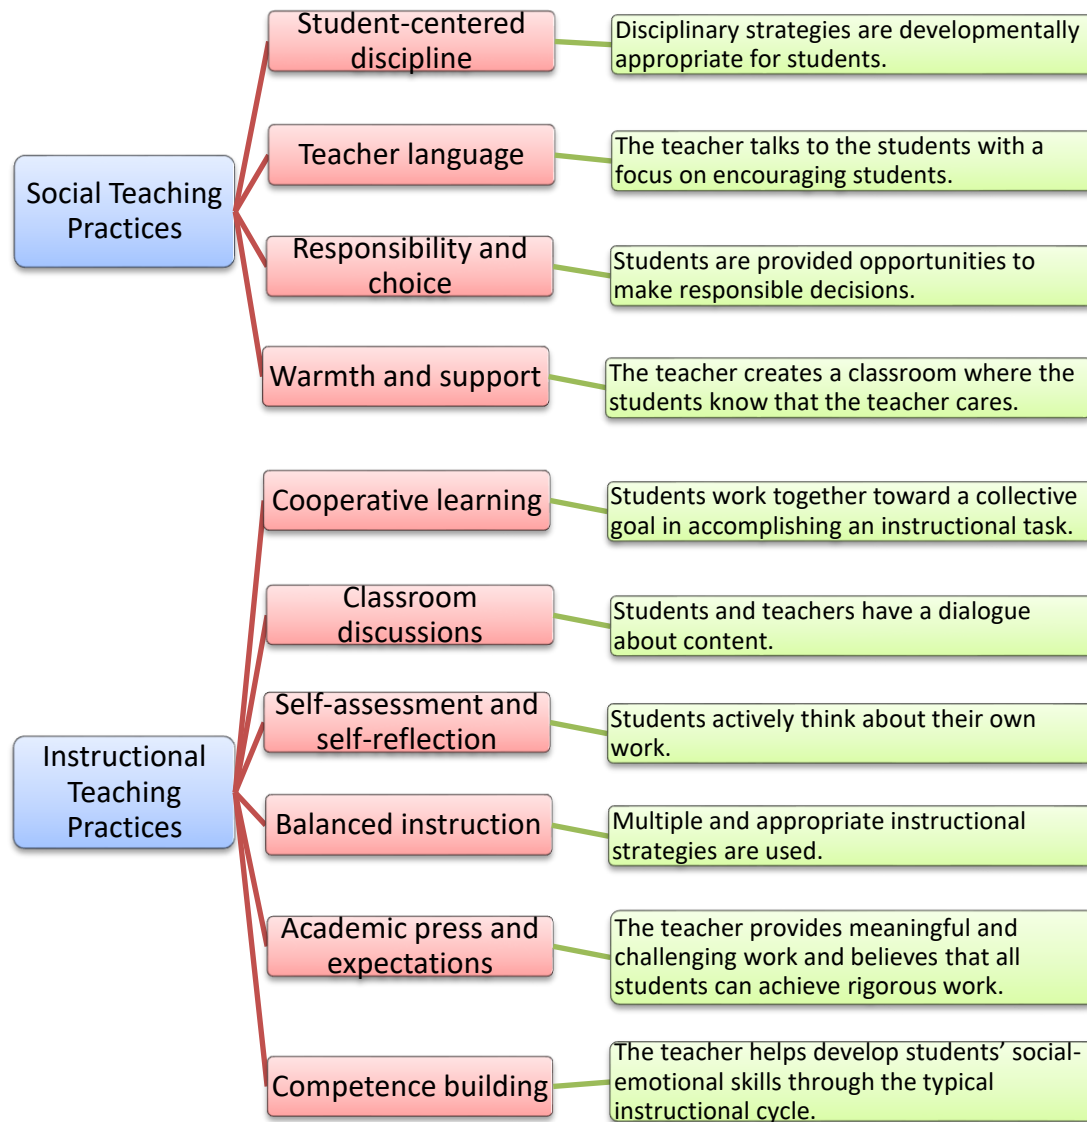 Student-centered
discipline
Disciplinary strategies are developmentally
appropriate for students.
Teacher language
The teacher talks to the students with a
focus on encouraging students.
Social Teaching
Practices
Responsibility and
choice
Students are provided opportunities to
make responsible decisions.
Warmth and support
The teacher creates a classroom where the
students know that the teacher cares.
Cooperative learning
Students work together toward a collective
goal in accomplishing an instructional task.
Classroom
discussions
Students and teachers have a dialogue
about content.
Self-assessment and
self-reflection
Students actively think about their own
work.
Instructional
Teaching
Practices
Balanced instruction
Multiple and appropriate instructional
strategies are used.
Academic press and
expectations
The teacher provides meaningful and
challenging work and believes that all
students can achieve rigorous work.
Competence building
The teacher helps develop students’ social-
emotional skills through the typical
instructional cycle.